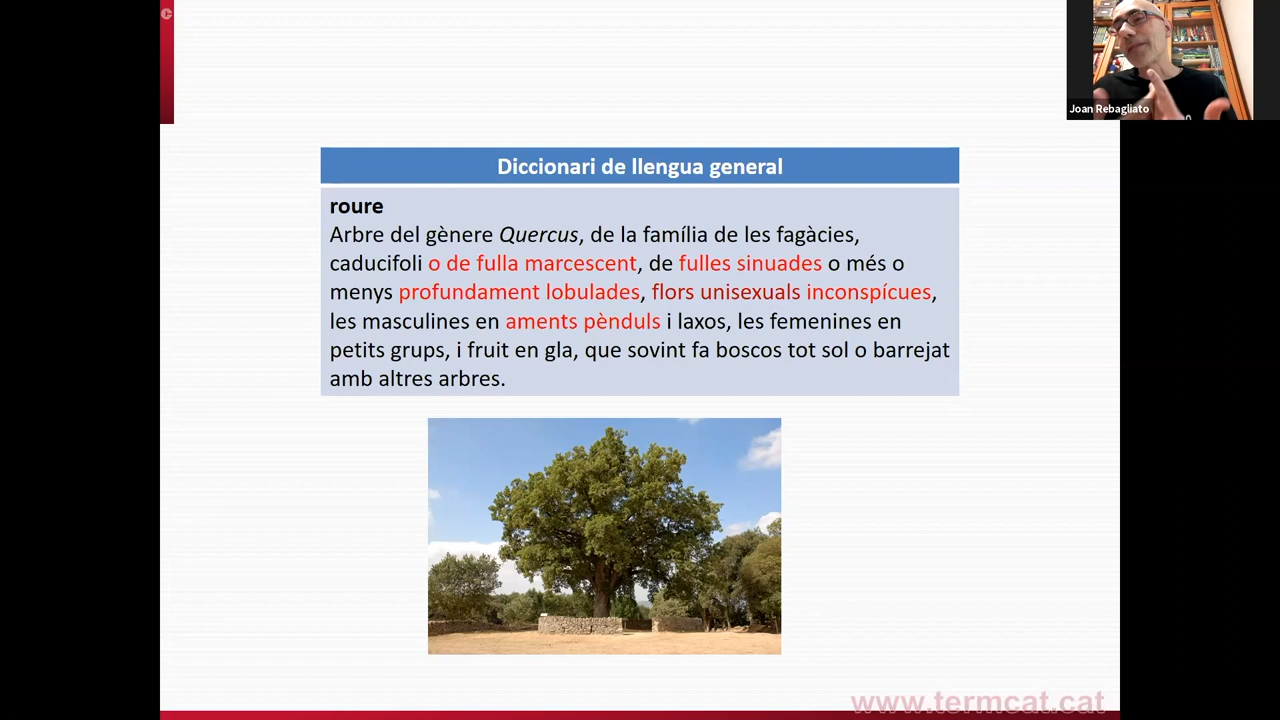 Joan Rebagliato
Diccionari de llengua general
roure
Arbre del gènere Quercus, de la família de les fagàcies,
caducifoli o de fulla marcescent, de fulles sinuades o més o
menys profundament lobulades, flors unisexuals inconspícues,
les masculines en aments pènduls i laxos, les femenines en
petits grups, i fruit en gla, que sovint fa boscos tot sol o barrejat
amb altres arbres.
www.termcat.cat